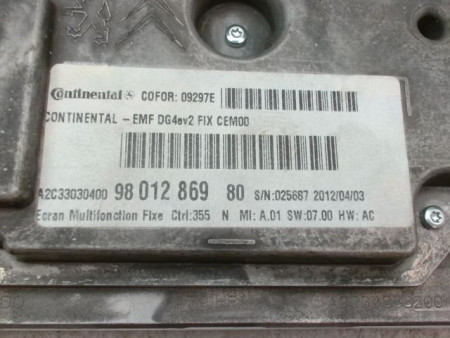 Continental COFOR: 09297E
CONTINENTAL - EMF DG4ev2 FIX CEM00
A2C33030400 98 012 869 80 S/N:025687 2012/04/03
Ecran Multifonction Fixe Ctrl:355 N MI: A.01 SW:07.00 HW: AC